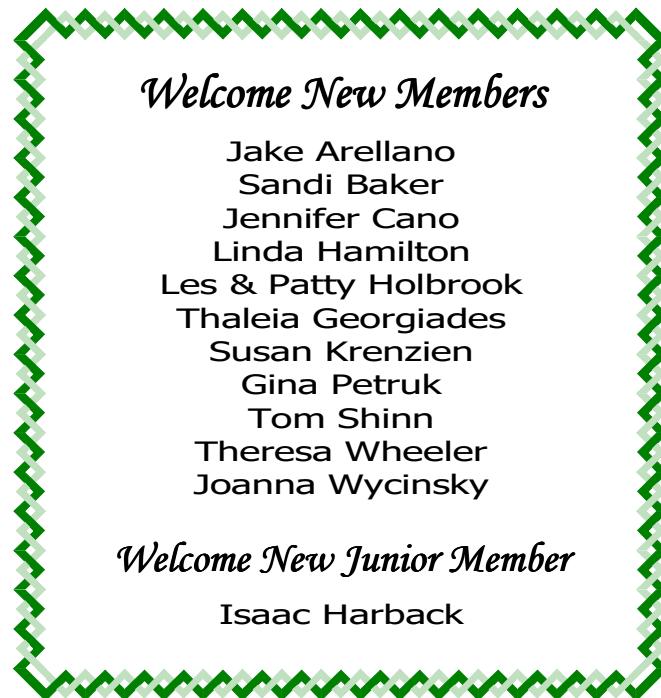 Welcome New Members
Jake Arellano
Sandi Baker
Jennifer Cano
Linda Hamilton
Les & Patty Holbrook
Thaleia Georgiades
Susan Krenzien
Gina Petruk
Tom Shinn
Theresa Wheeler
Joanna Wycinsky
Welcome New Junior Member
Isaac Harback